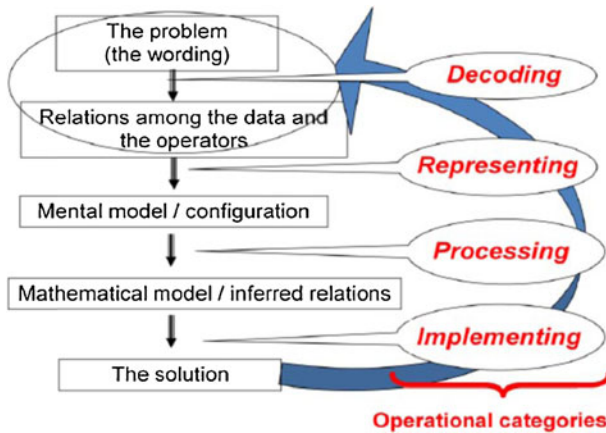 The problem
(the wording)
Decoding
Relations among the data and
the operators
Representing
Mental model / configuration
Processing
Mathematical model / inferred relations
Implementing
The solution
Operational categories